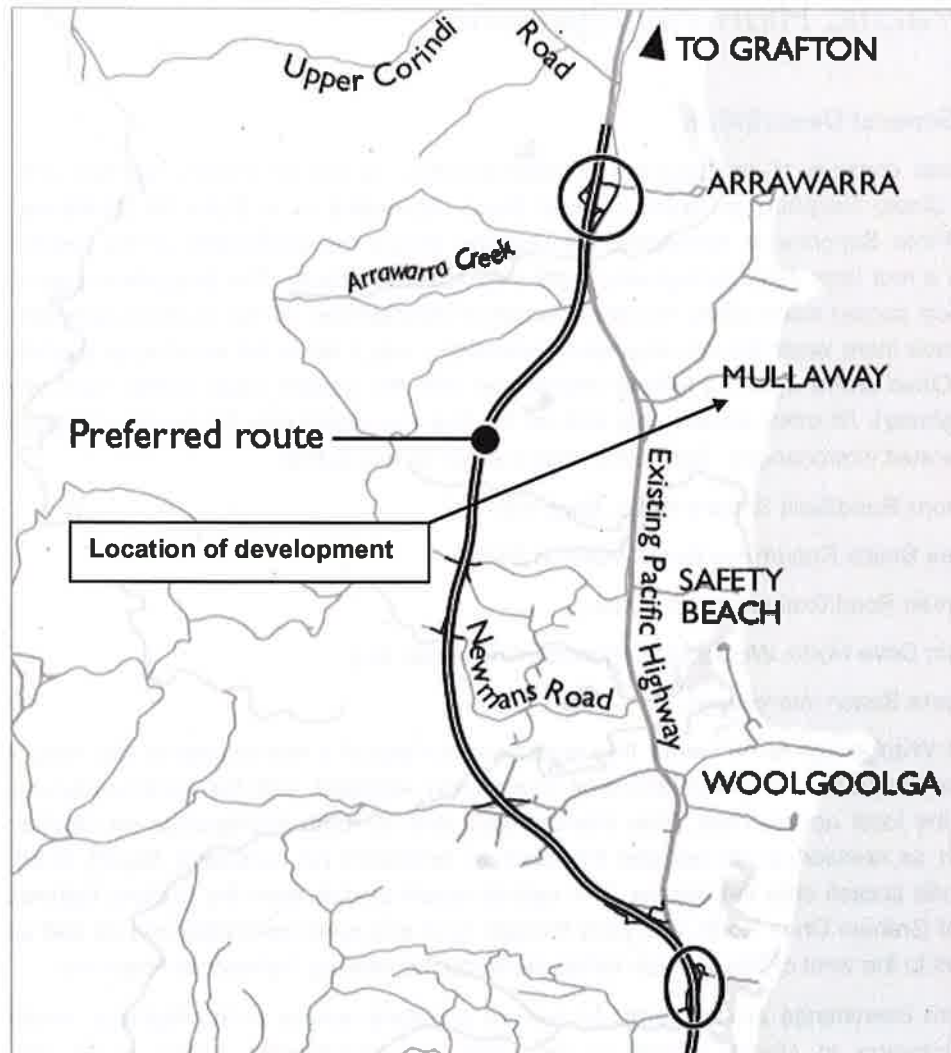 Upper Corindi
Road
TO GRAFTON
ARRAWARRA
Arrawarra Creek
MULLAWAY
Preferred route
Existing Pacific Highway
Location of development
SAFETY
BEACH
Newmans Road
WOOLGOOLGA